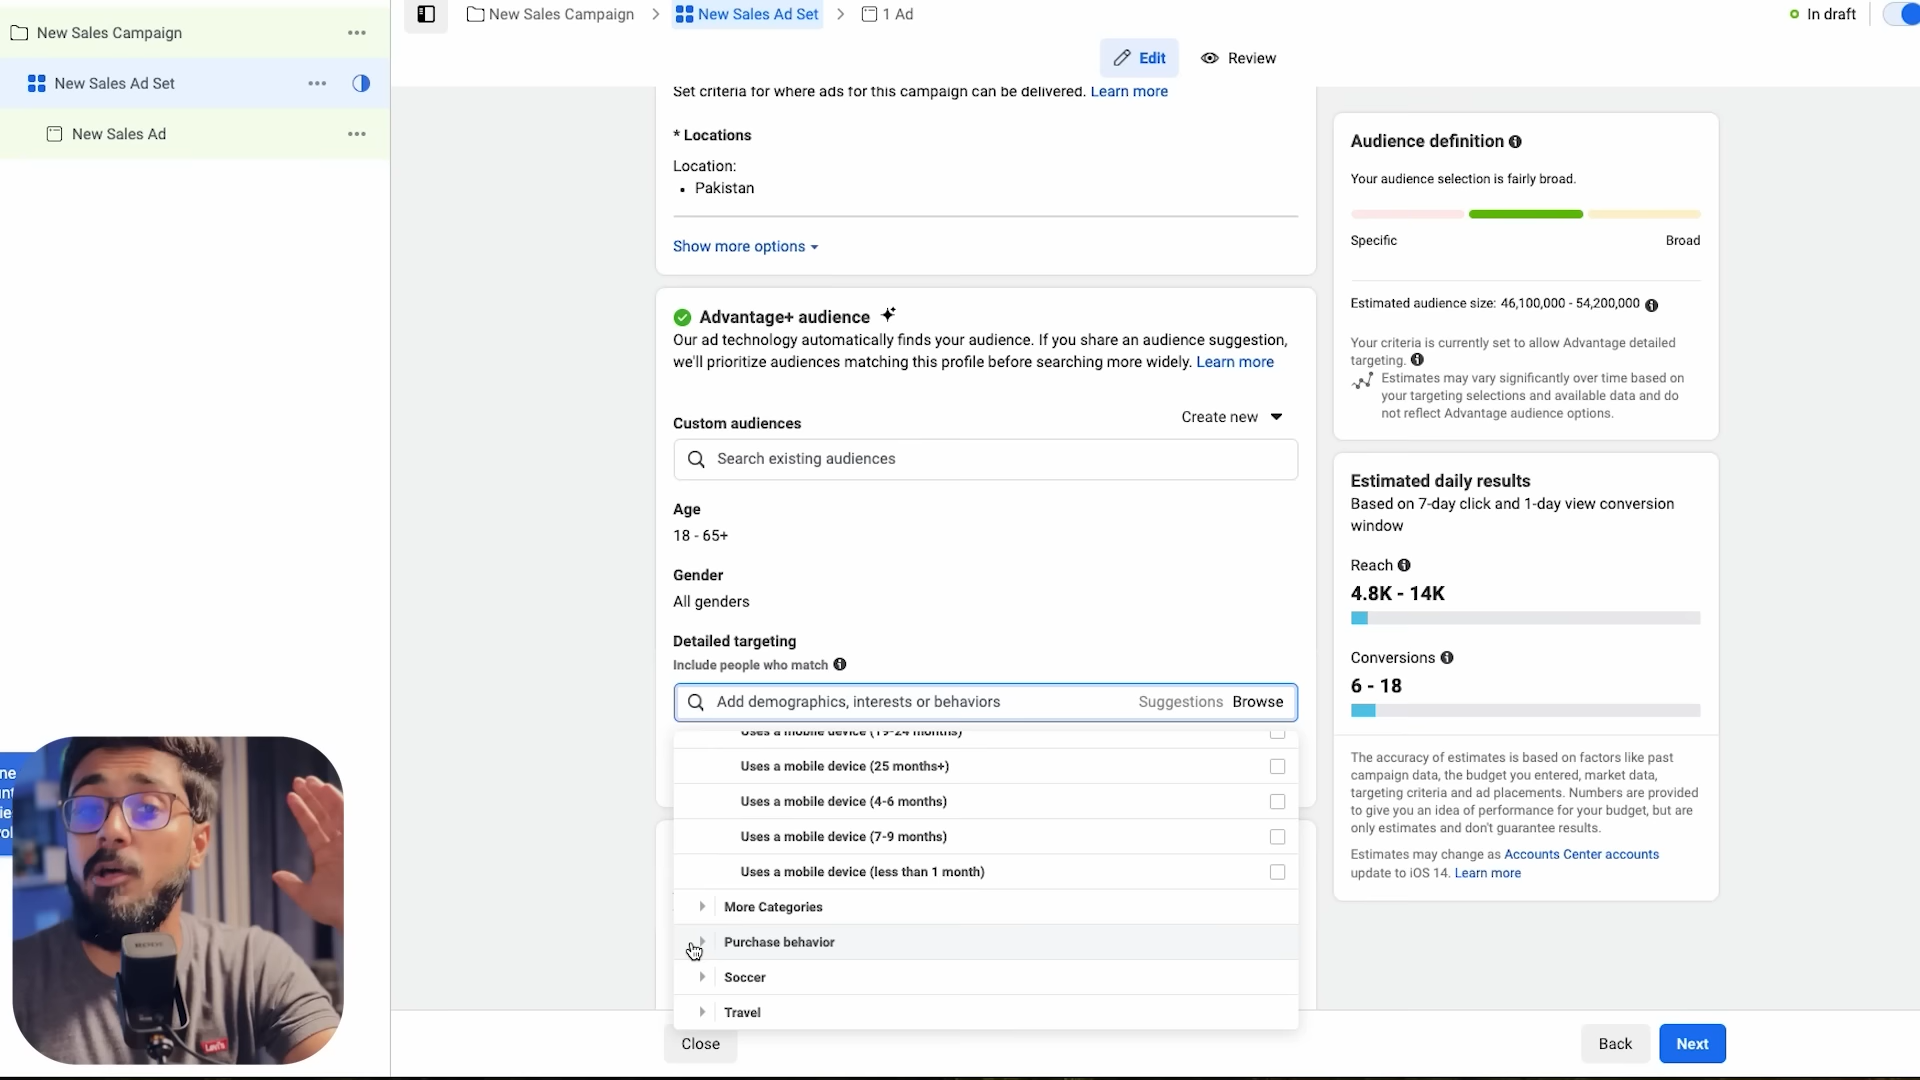 New Sales Campaign
New Sales Ad Set
New Sales Ad
New Sales Campaign
New Sales Ad Set
1 Ad
In draft
Edit
Review
Set criteria for where ads for this campaign can be delivered. Learn more
* Locations
Location:
• Pakistan
Show more options
Advantage+ audience
Our ad technology automatically finds your audience. If you share an audience suggestion,
we'll prioritize audiences matching this profile before searching more widely. Learn more
Custom audiences
Create new
Search existing audiences
Age
18 - 65+
Gender
All genders
Detailed targeting
Include people who match
Add demographics, interests or behaviors
Suggestions Browse
Uses a mobile device (19-24 months)
Uses a mobile device (25 months+)
Uses a mobile device (4-6 months)
Uses a mobile device (7-9 months)
Uses a mobile device (less than 1 month)
More Categories
Purchase behavior
Soccer
Travel
Close
Back
Next
Audience definition
Your audience selection is fairly broad.
Specific
Broad
Estimated audience size: 46,100,000 - 54,200,000
Your criteria is currently set to allow Advantage detailed
targeting.
Estimates may vary significantly over time based on
your targeting selections and available data and do
not reflect Advantage audience options.
Estimated daily results
Based on 7-day click and 1-day view conversion
window
Reach
4.8K - 14K
Conversions
6 - 18
The accuracy of estimates is based on factors like past
campaign data, the budget you entered, market data,
targeting criteria and ad placements. Numbers are provided
to give you an idea of performance for your budget, but are
only estimates and don't guarantee results.
Estimates may change as Accounts Center accounts
update to iOS 14. Learn more
Levi's